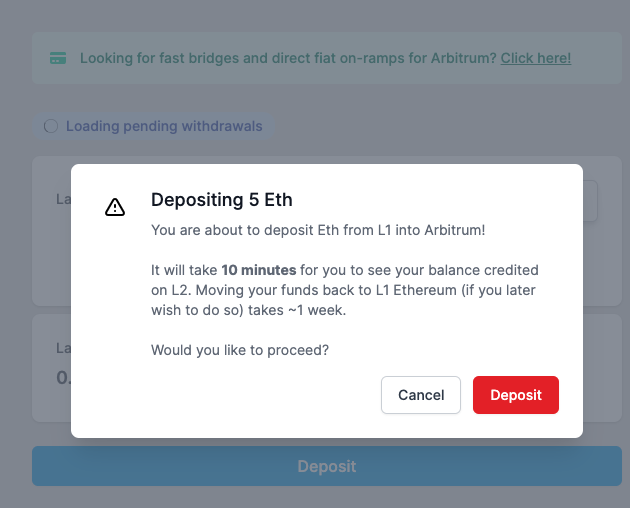 Looking for fast bridges and direct fiat on-ramps for Arbitrum? Click here!
Loading pending withdrawals
La
Depositing 5 Eth
You are about to deposit Eth from L1 into Arbitrum!
It will take 10 minutes for you to see your balance credited
on L2. Moving your funds back to L1 Ethereum (if you later
wish to do so) takes ~1 week.
Would you like to proceed?
La
0.
Cancel
Deposit
Deposit